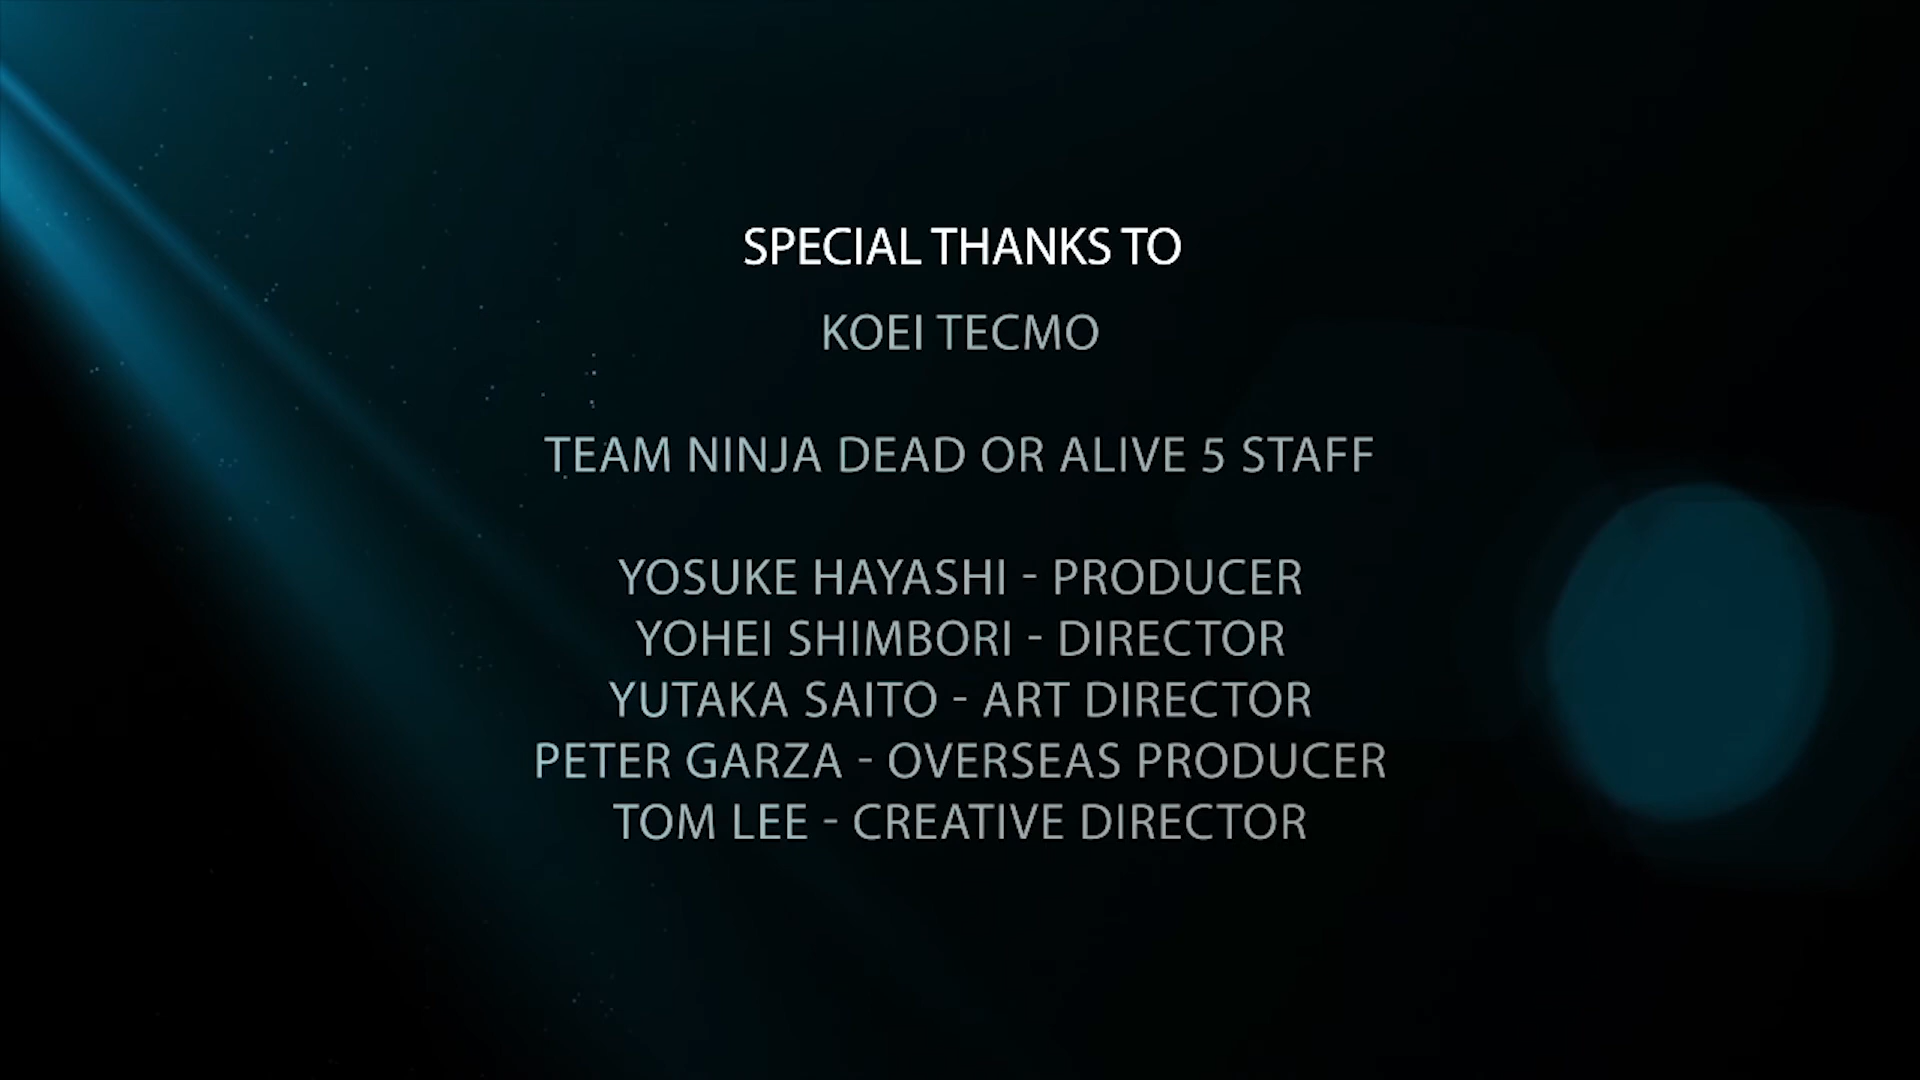 SPECIAL THANKS TO
KOEI TECMO
TEAM NINJA DEAD OR ALIVE 5 STAFF
YOSUKE HAYASHI - PRODUCER
YOHEI SHIMBORI - DIRECTOR
YUTAKA SAITO - ART DIRECTOR
PETER GARZA - OVERSEAS PRODUCER
TOM LEE - CREATIVE DIRECTOR